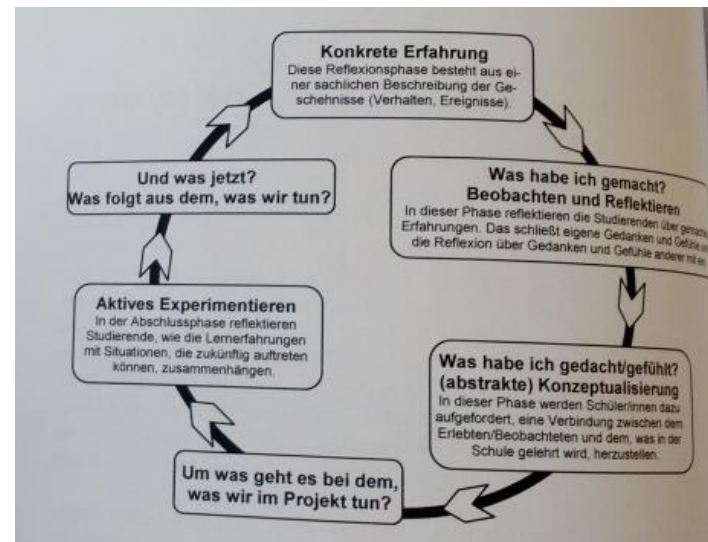 Konkrete Erfahrung
Diese Reflexionsphase besteht aus ei-
ner sachlichen Beschreibung der Ge-
schehnisse (Verhalten, Ereignisse).
Was habe ich gemacht?
Beobachten und Reflektieren
In dieser Phase reflektieren die Studierenden über
Erfahrungen. Das schließt eigene Gedanken und Gefühle
die Reflexion über Gedanken und Gefühle anderer mit ein.
Was habe ich gedacht/gefühlt?
(abstrakte) Konzeptualisierung
In dieser Phase werden Schüler/innen dazu
aufgefordert, eine Verbindung zwischen dem
Erlebten/Beobachteten und dem, was in der
Schule gelehrt wird, herzustellen.
Um was geht es bei dem,
was wir im Projekt tun?
Aktives Experimentieren
In der Abschlussphase reflektieren
Studierende, wie die Lernerfahrungen
mit Situationen, die zukünftig auftreten
können, zusammenhängen.
Und was jetzt?
Was folgt aus dem, was wir tun?